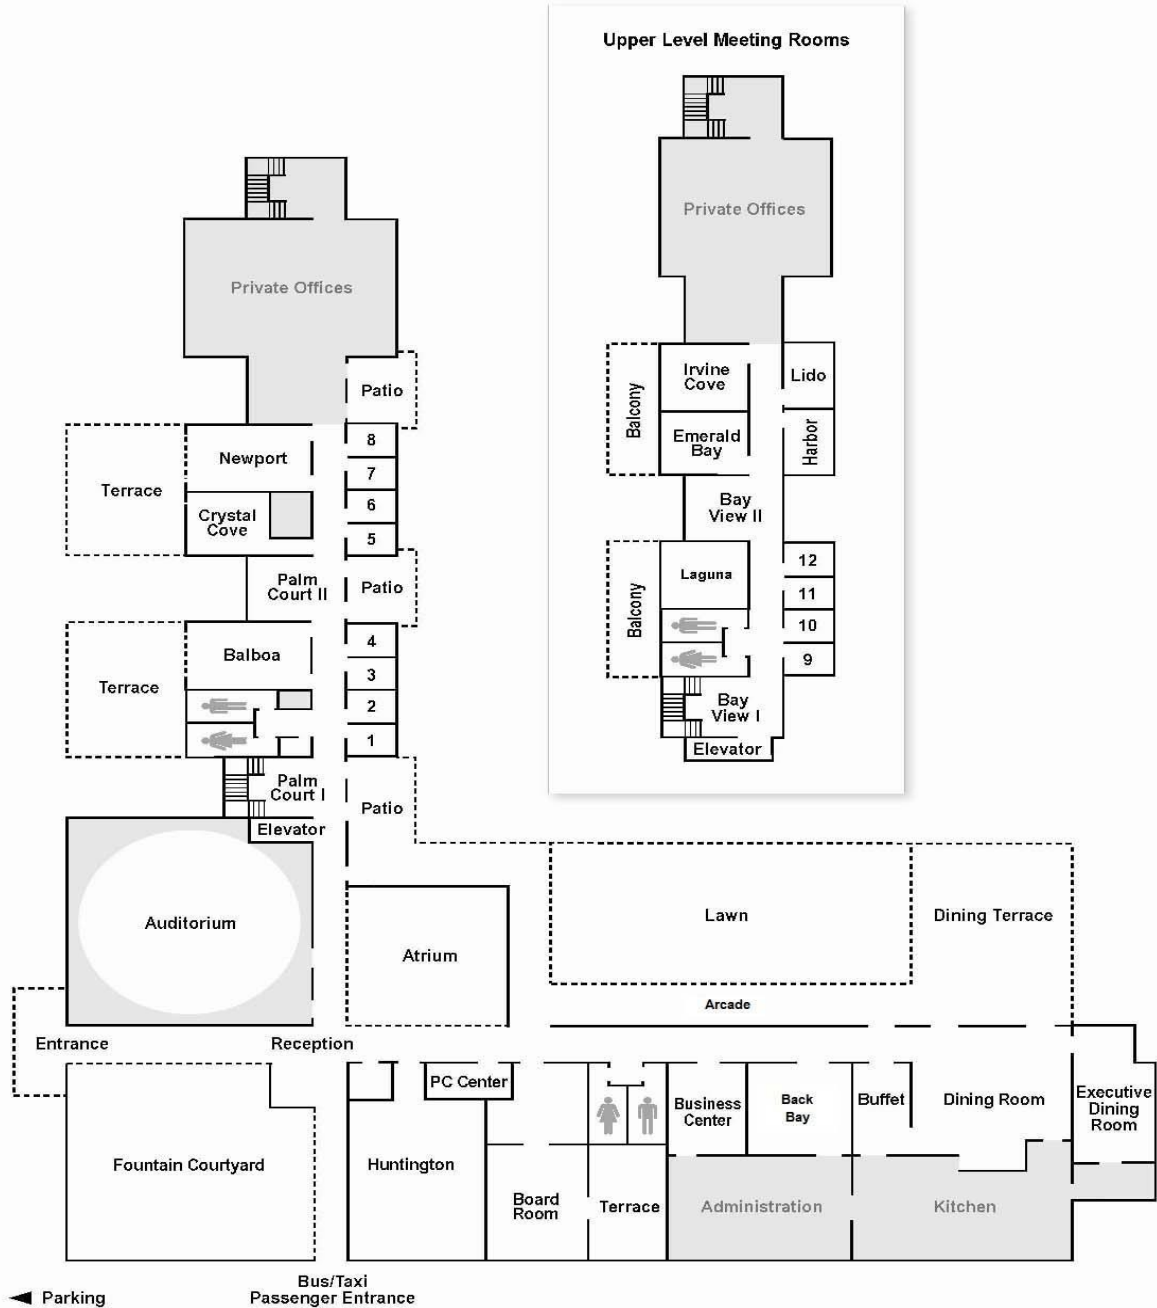 Upper Level Meeting Rooms
Private Offices
Irvine
Cove
Lido
Balcony
Emerald
Bay
Harbor
Bay
View II
Laguna
Balcony
12
11
10
9
Bay
View I
Elevator
Private Offices
Patio
Newport
8
7
Terrace
6
Crystal
Cove
5
Palm
Court II
Patio
Balboa
4
3
Terrace
2
1
Palm
Court I
Patio
Elevator
Auditorium
Atrium
Lawn
Dining Terrace
Arcade
Entrance
Reception
PC Center
Business
Center
Back
Bay
Buffet
Dining Room
Executive
Dining
Room
Fountain Courtyard
Huntington
Board
Room
Terrace
Administration
Kitchen
Bus/Taxi
Passenger Entrance
Parking